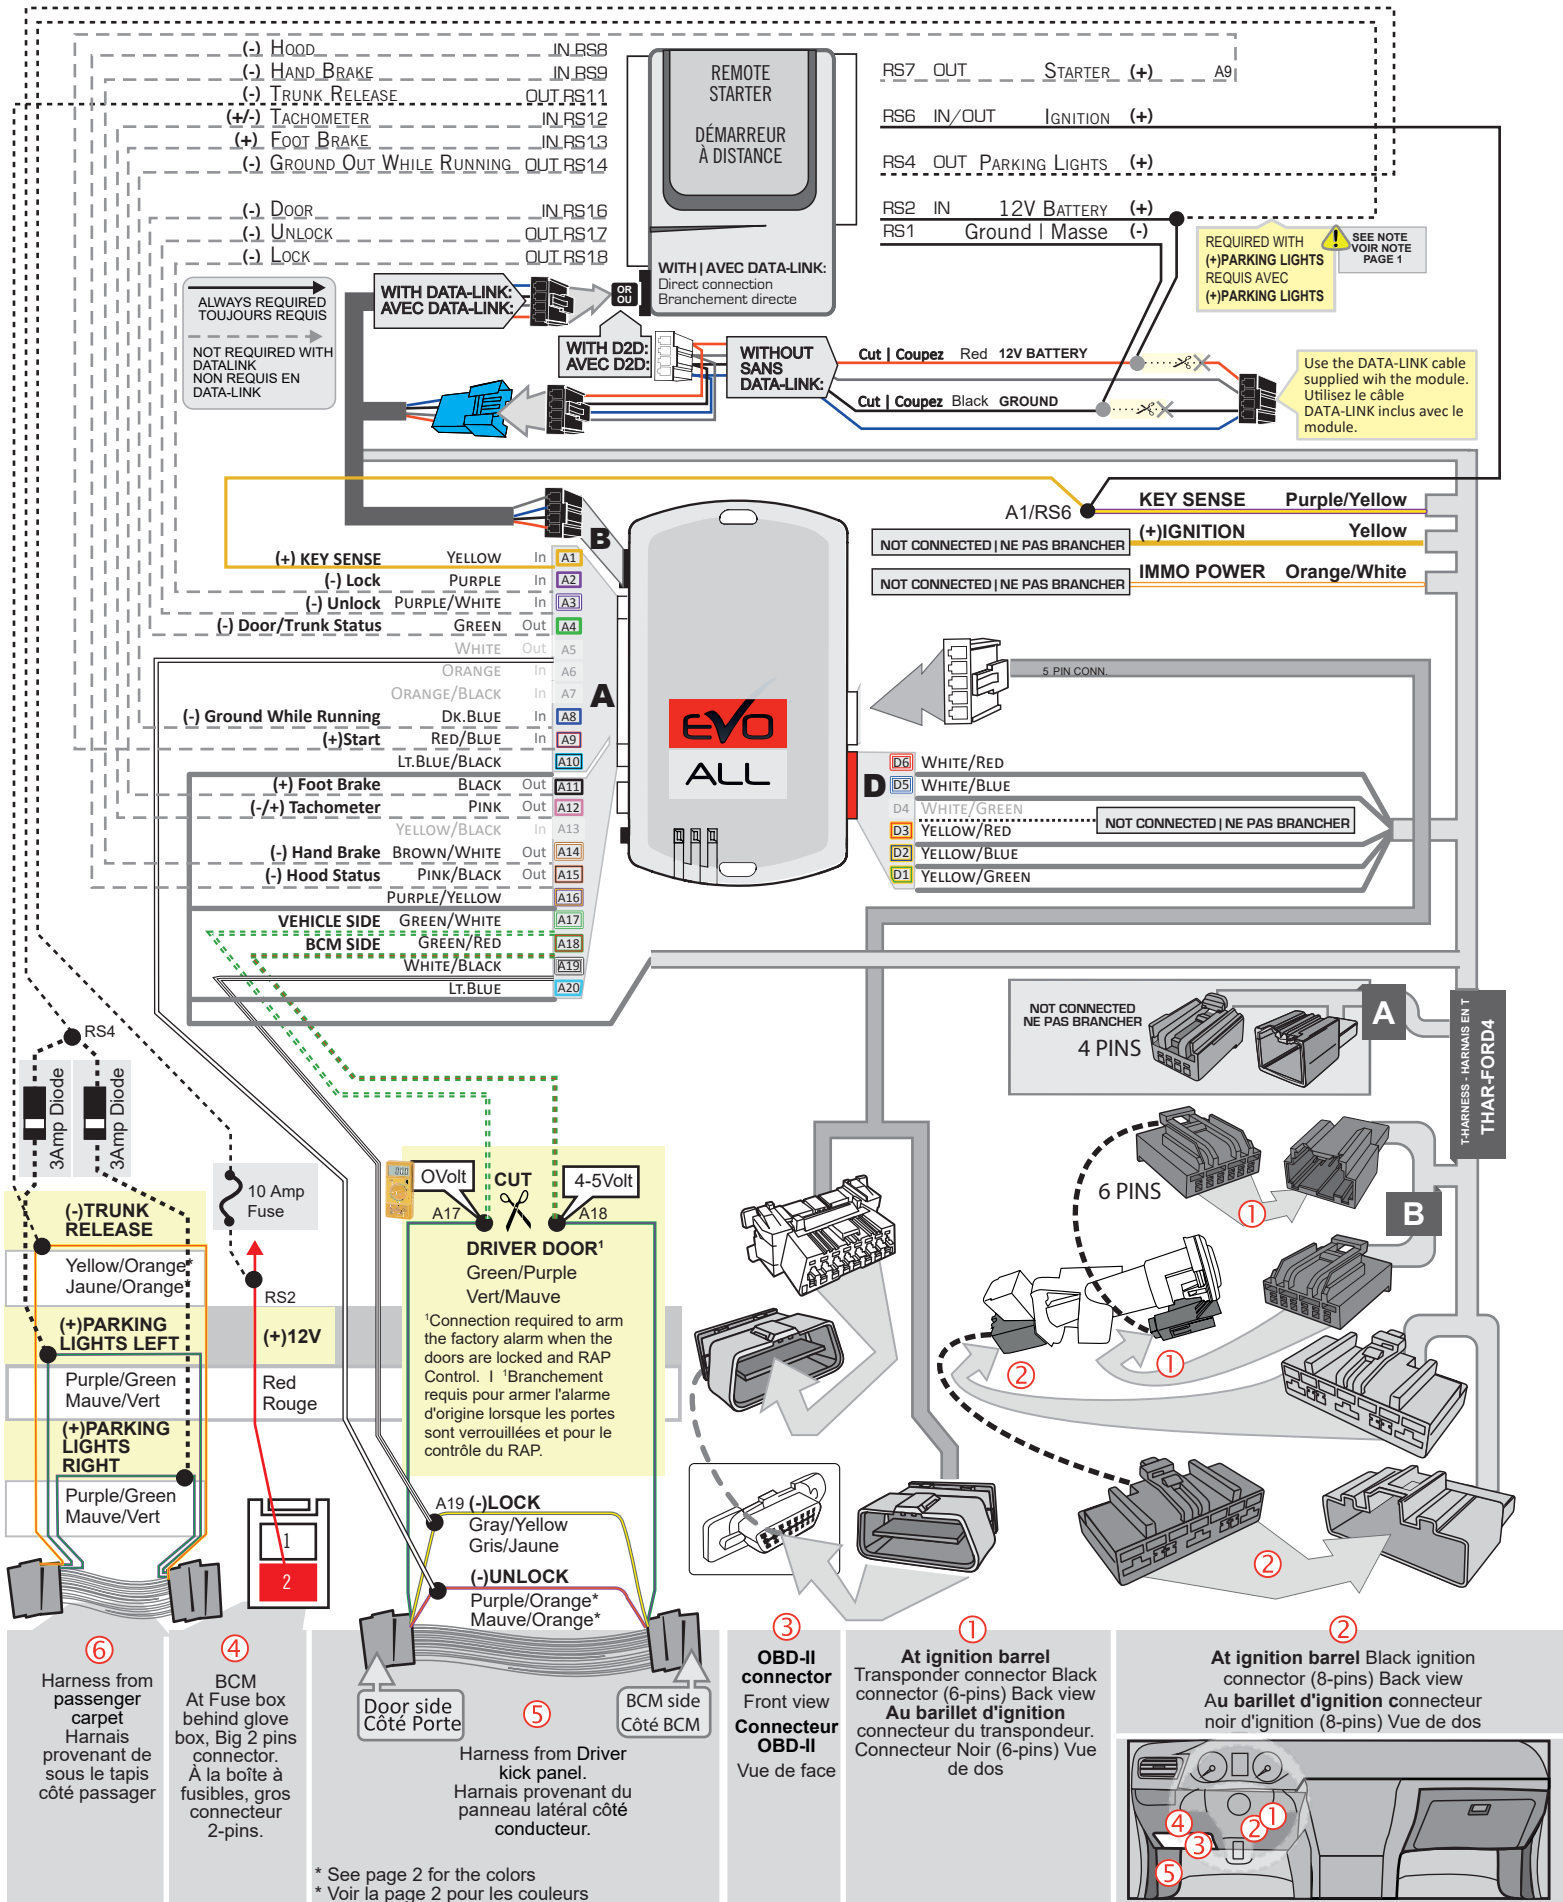 (-) HOOD IN RS8
(-) HAND BRAKE IN RS9
(-) TRUNK RELEASE OUT RS11
(+/-) TACHOMETER IN RS12
(+) FOOT BRAKE IN RS13
(-) GROUND OUT WHILE RUNNING OUT RS14
(-) DOOR IN RS16
(-) UNLOCK OUT RS17
(-) LOCK OUT RS18
REMOTE
STARTER
DÉMARREUR
À DISTANCE
WITH | AVEC DATA-LINK:
Direct connection
Branchement directe
RS7 OUT STARTER (+) A9
RS6 IN/OUT IGNITION (+)
RS4 OUT PARKING LIGHTS (+)
RS2 IN 12V BATTERY (+)
RS1 Ground | Masse (-)
REQUIRED WITH
(+)PARKING LIGHTS
REQUIS AVEC
(+)PARKING LIGHTS
SEE NOTE
VOIR NOTE
PAGE 1
ALWAYS REQUIRED
TOUJOURS REQUIS
NOT REQUIRED WITH
DATALINK
NON REQUIS EN
DATA-LINK
WITH DATA-LINK:
AVEC DATA-LINK:
OR
OU
WITH D2D:
AVEC D2D:
WITHOUT
SANS
DATA-LINK:
Cut | Coupez Red 12V BATTERY
Cut | Coupez Black GROUND
Use the DATA-LINK cable
supplied wih the module.
Utilisez le câble
DATA-LINK inclus avec le
module.
A1/RS6
KEY SENSE Purple/Yellow
NOT CONNECTED | NE PAS BRANCHER (+)IGNITION Yellow
NOT CONNECTED | NE PAS BRANCHER IMMO POWER Orange/White
B
(+) KEY SENSE YELLOW In A1
(-) Lock PURPLE In A2
(-) Unlock PURPLE/WHITE In A3
(-) Door/Trunk Status GREEN Out A4
WHITE Out A5
ORANGE In A6
ORANGE/BLACK In A7
A
(-) Ground While Running DK.BLUE In A8
(+)Start RED/BLUE In A9
LT.BLUE/BLACK A10
(+) Foot Brake BLACK Out A11
(-/+) Tachometer PINK Out A12
YELLOW/BLACK In A13
(-) Hand Brake BROWN/WHITE Out A14
(-) Hood Status PINK/BLACK Out A15
PURPLE/YELLOW A16
VEHICLE SIDE GREEN/WHITE A17
BCM SIDE GREEN/RED A18
WHITE/BLACK A19
LT.BLUE A20
EVO
ALL
5 PIN CONN.
D
D6 WHITE/RED
D5 WHITE/BLUE
D4 WHITE/GREEN
NOT CONNECTED | NE PAS BRANCHER
D3 YELLOW/RED
D2 YELLOW/BLUE
D1 YELLOW/GREEN
NOT CONNECTED
NE PAS BRANCHER
4 PINS
A
T-HARNESS - HARNAIS EN T
THAR-FORD4
6 PINS
1
B
2
1
2
RS4
3Amp Diode
3Amp Diode
10 Amp
Fuse
(-)TRUNK
RELEASE
Yellow/Orange*
Jaune/Orange*
(+)PARKING
LIGHTS LEFT
Purple/Green
Mauve/Vert
(+)PARKING
LIGHTS
RIGHT
Purple/Green
Mauve/Vert
RS2
(+)12V
Red
Rouge
1
2
OVolt
CUT
4-5Volt
A17
A18
DRIVER DOOR¹
Green/Purple
Vert/Mauve
¹Connection required to arm
the factory alarm when the
doors are locked and RAP
Control. I ¹Branchement
requis pour armer l'alarme
d'origine lorsque les portes
sont verrouillées et pour le
contrôle du RAP.
A19 (-)LOCK
Gray/Yellow
Gris/Jaune
(-)UNLOCK
Purple/Orange*
Mauve/Orange*
6
Harness from
passenger
carpet
Harnais
provenant de
sous le tapis
côté passager
4
BCM
At Fuse box
behind glove
box, Big 2 pins
connector.
À la boîte à
fusibles, gros
connecteur
2-pins.
Door side
Côté Porte
5
BCM side
Côté BCM
Harness from Driver
kick panel.
Harnais provenant du
panneau latéral côté
conducteur.
* See page 2 for the colors
* Voir la page 2 pour les couleurs
3
OBD-II
connector
Front view
Connecteur
OBD-II
Vue de face
1
At ignition barrel
Transponder connector Black
connector (6-pins) Back view
Au barillet d'ignition
connecteur du transpondeur.
Connecteur Noir (6-pins) Vue
de dos
2
At ignition barrel Black ignition
connector (8-pins) Back view
Au barillet d'ignition connecteur
noir d'ignition (8-pins) Vue de dos
4
3
2
1
5